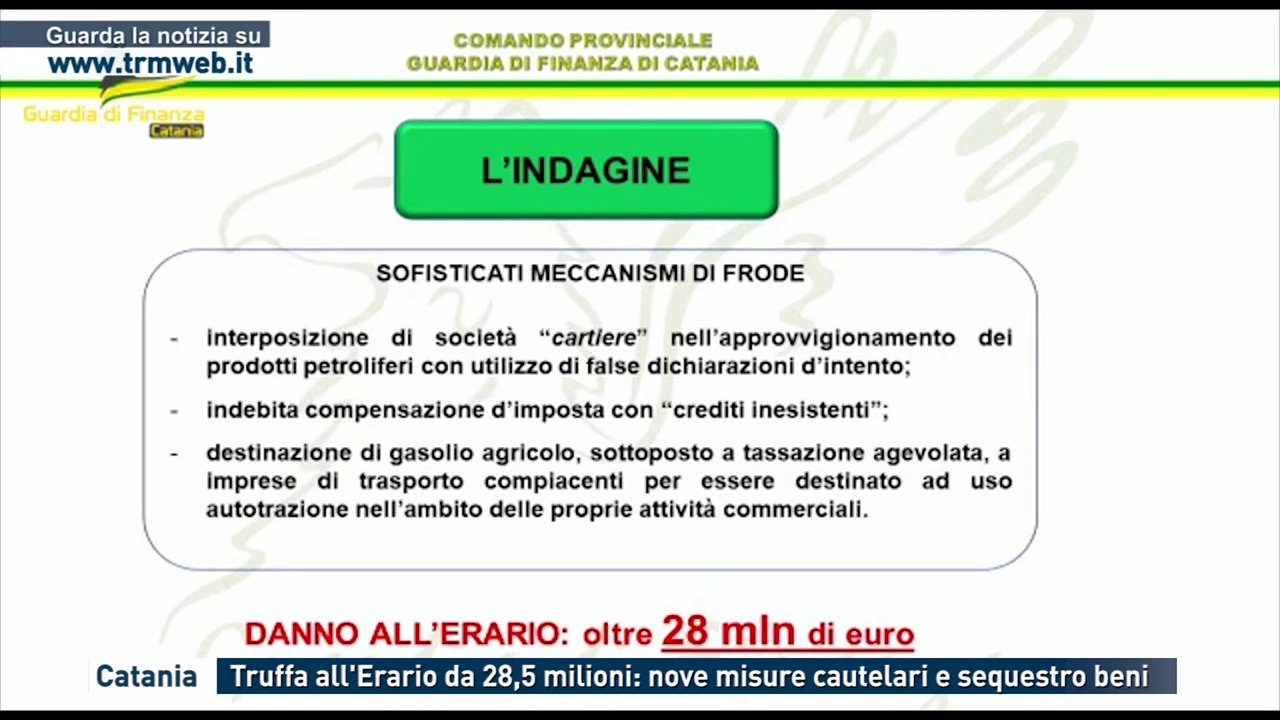 Guarda la notizia su
www.trmweb.it
COMANDO PROVINCIALE
GUARDIA DI FINANZA DI CATANIA
Guardia di Finanza
Catania
L'INDAGINE
SOFISTICATI MECCANISMI DI FRODE
- interposizione di società “cartiere” nell'approvvigionamento dei
prodotti petroliferi con utilizzo di false dichiarazioni d'intento;
- indebita compensazione d'imposta con “crediti inesistenti”;
- destinazione di gasolio agricolo, sottoposto a tassazione agevolata, a
imprese di trasporto compiacenti per essere destinato ad uso
autotrazione nell'ambito delle proprie attività commerciali.
DANNO ALL'ERARIO: oltre 28 mln di euro
Catania Truffa all'Erario da 28,5 milioni: nove misure cautelari e sequestro beni